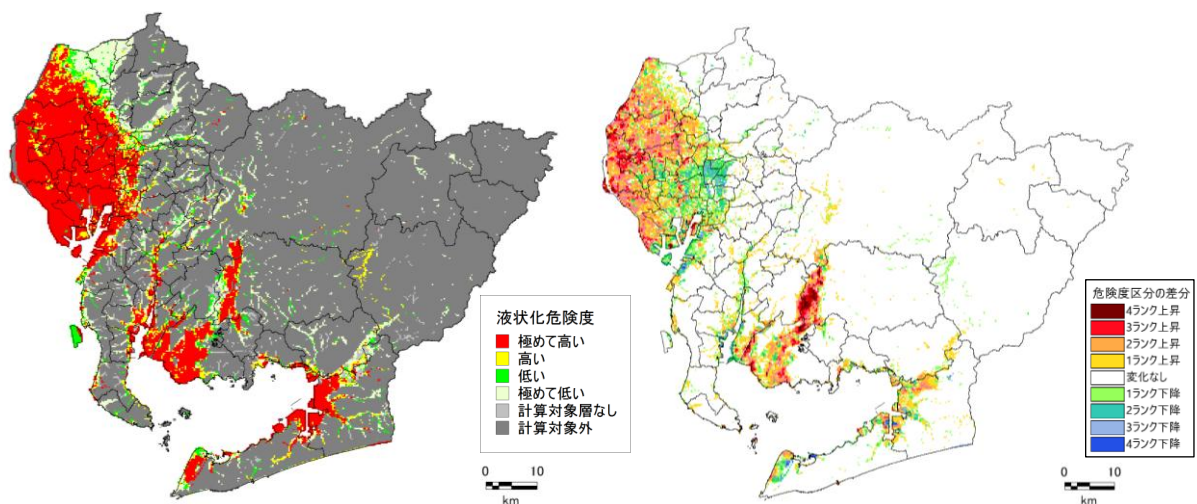 液状化危険度
極めて高い
高い
低い
極めて低い
計算対象層なし
計算対象外
0 10
km
危険度区分の差分
4ランク上昇
3ランク上昇
2ランク上昇
1ランク上昇
変化なし
1ランク下降
2ランク下降
3ランク下降
4ランク下降
0 10
km